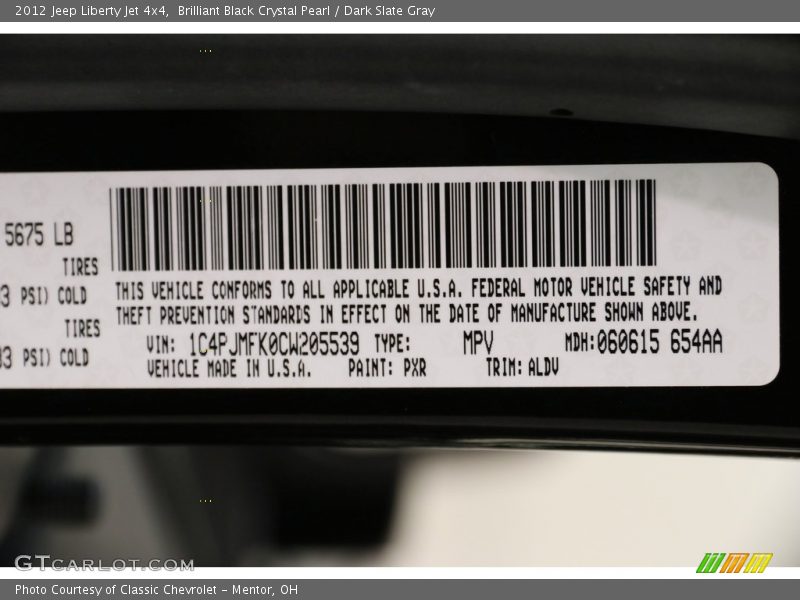 2012 Jeep Liberty Jet 4x4,  Brilliant Black Crystal Pearl / Dark Slate Gray
5675 LB
TIRES
3 PSI) COLD
TIRES
33 PSI) COLD
THIS VEHICLE CONFORMS TO ALL APPLICABLE U.S.A. FEDERAL MOTOR VEHICLE SAFETY AND
THEFT PREVENTION STANDARDS IN EFFECT ON THE DATE OF MANUFACTURE SHOWN ABOVE.
VIN: 1C4PJMFK0CW205539 TYPE: MPV MDH:060615 654AA
VEHICLE MADE IN U.S.A. PAINT: PXR TRIM: ALDV
GTCARLOT.COM
Photo Courtesy of Classic Chevrolet - Mentor, OH